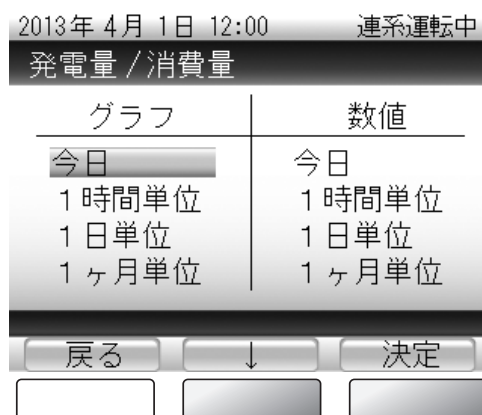 2013年 4月 1日 12:00 連系運転中
発電量/消費量
グラフ 数値
今日 今日
1時間単位 1時間単位
1日単位 1日単位
1ヶ月単位 1ヶ月単位
戻る ↓ 決定